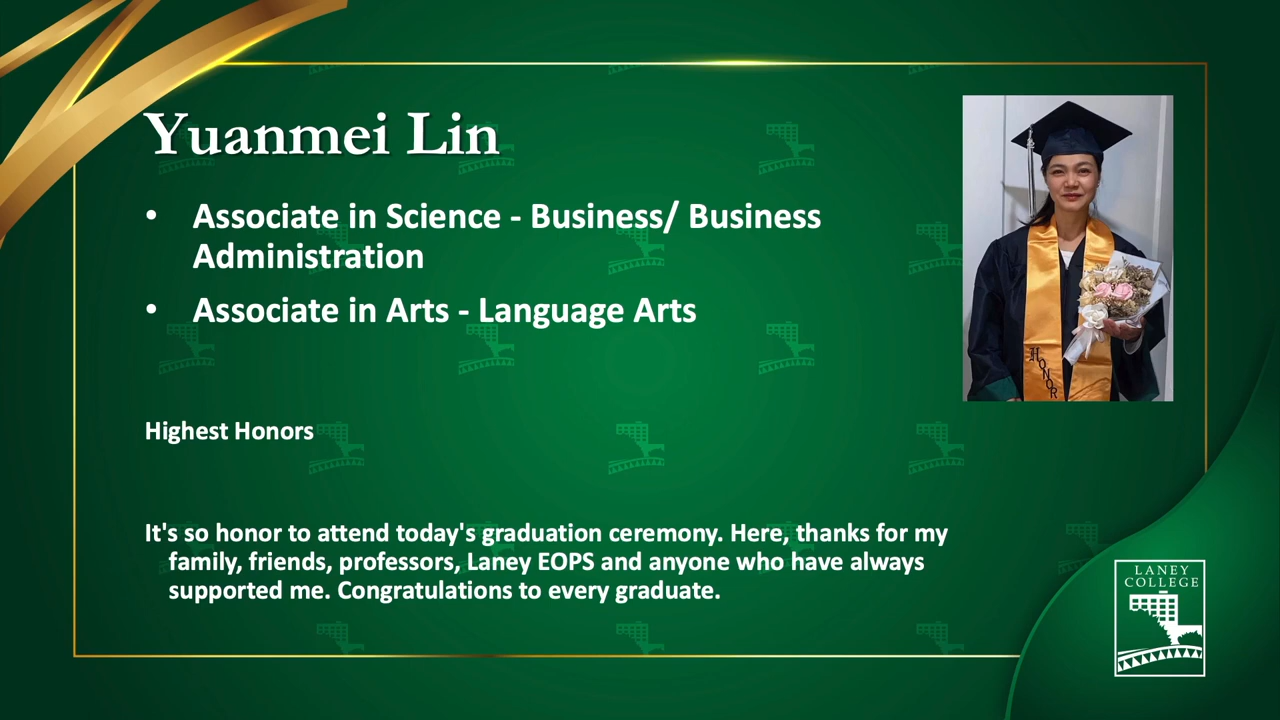 Yuanmei Lin
• Associate in Science - Business/ Business
Administration
• Associate in Arts - Language Arts
HONOR
Highest Honors
It's so honor to attend today's graduation ceremony. Here, thanks for my
family, friends, professors, Laney EOPS and anyone who have always
supported me. Congratulations to every graduate.
LANEY
COLLEGE